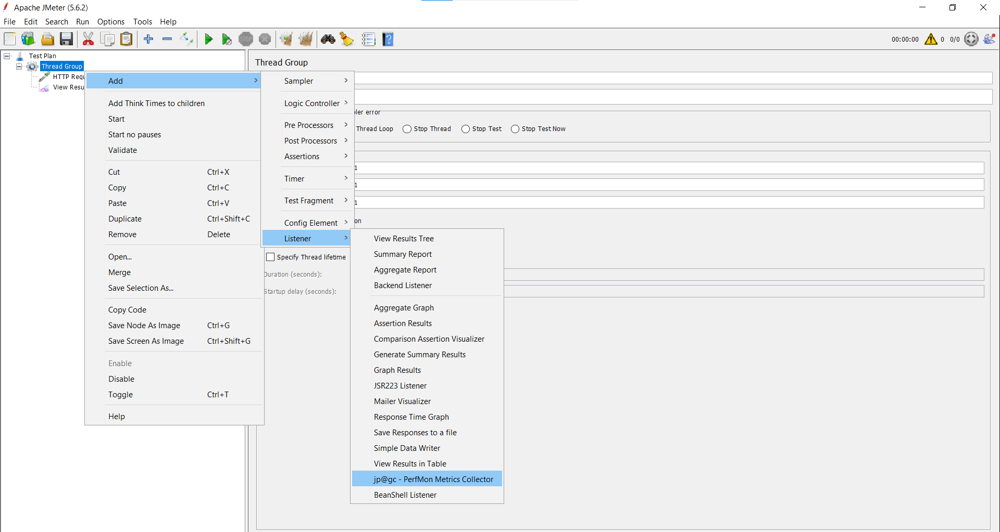 Apache JMeter (5.6.2)
File Edit Search Run Options Tools Help
STOP
00:00:00 0 0/0
Test Plan
Thread Group
HTTP Requ
View Resu
Thread Group
Add
Add Think Times to children
Start
Start no pauses
Validate
Cut Ctrl+X
Copy Ctrl+C
Paste Ctrl+V
Duplicate Ctrl+Shift+C
Remove Delete
Open...
Merge
Save Selection As...
Copy Code
Save Node As Image Ctrl+G
Save Screen As Image Ctrl+Shift+G
Enable
Disable
Toggle Ctrl+T
Help
Sampler
Logic Controller
Pre Processors
Post Processors
Assertions
Timer
Test Fragment
Config Element
Listener
pler error
Thread Loop Stop Thread Stop Test Stop Test Now
1
1
1
on
Specify Thread lifetime
Duration (seconds):
Startup delay (seconds):
View Results Tree
Summary Report
Aggregate Report
Backend Listener
Aggregate Graph
Assertion Results
Comparison Assertion Visualizer
Generate Summary Results
Graph Results
JSR223 Listener
Mailer Visualizer
Response Time Graph
Save Responses to a file
Simple Data Writer
View Results in Table
jp@gc - PerfMon Metrics Collector
BeanShell Listener